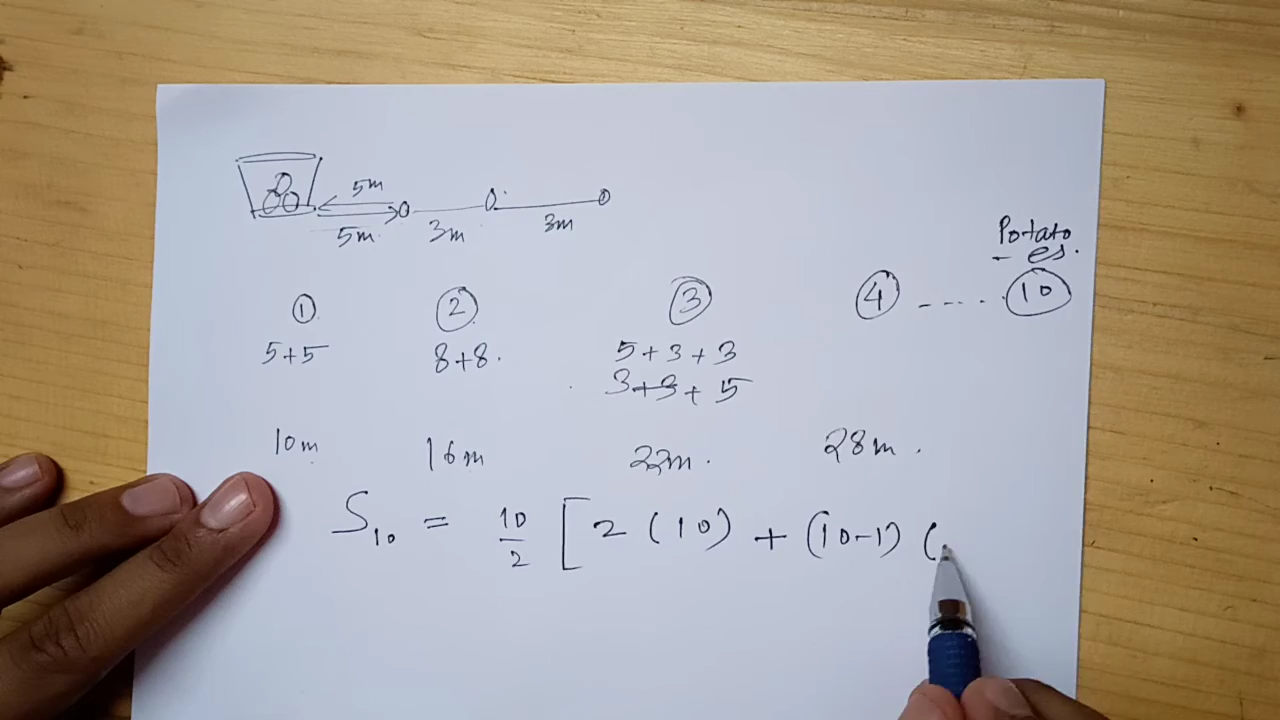 5m
5m. 3m 3m
Potato
- es.
1 2 3 4 ----. 10
5+5 8+8. 5+3+3
3+3+5
10m 16m 22m. 28m.
S10 = 10/2 [ 2 (10) + (10-1) (